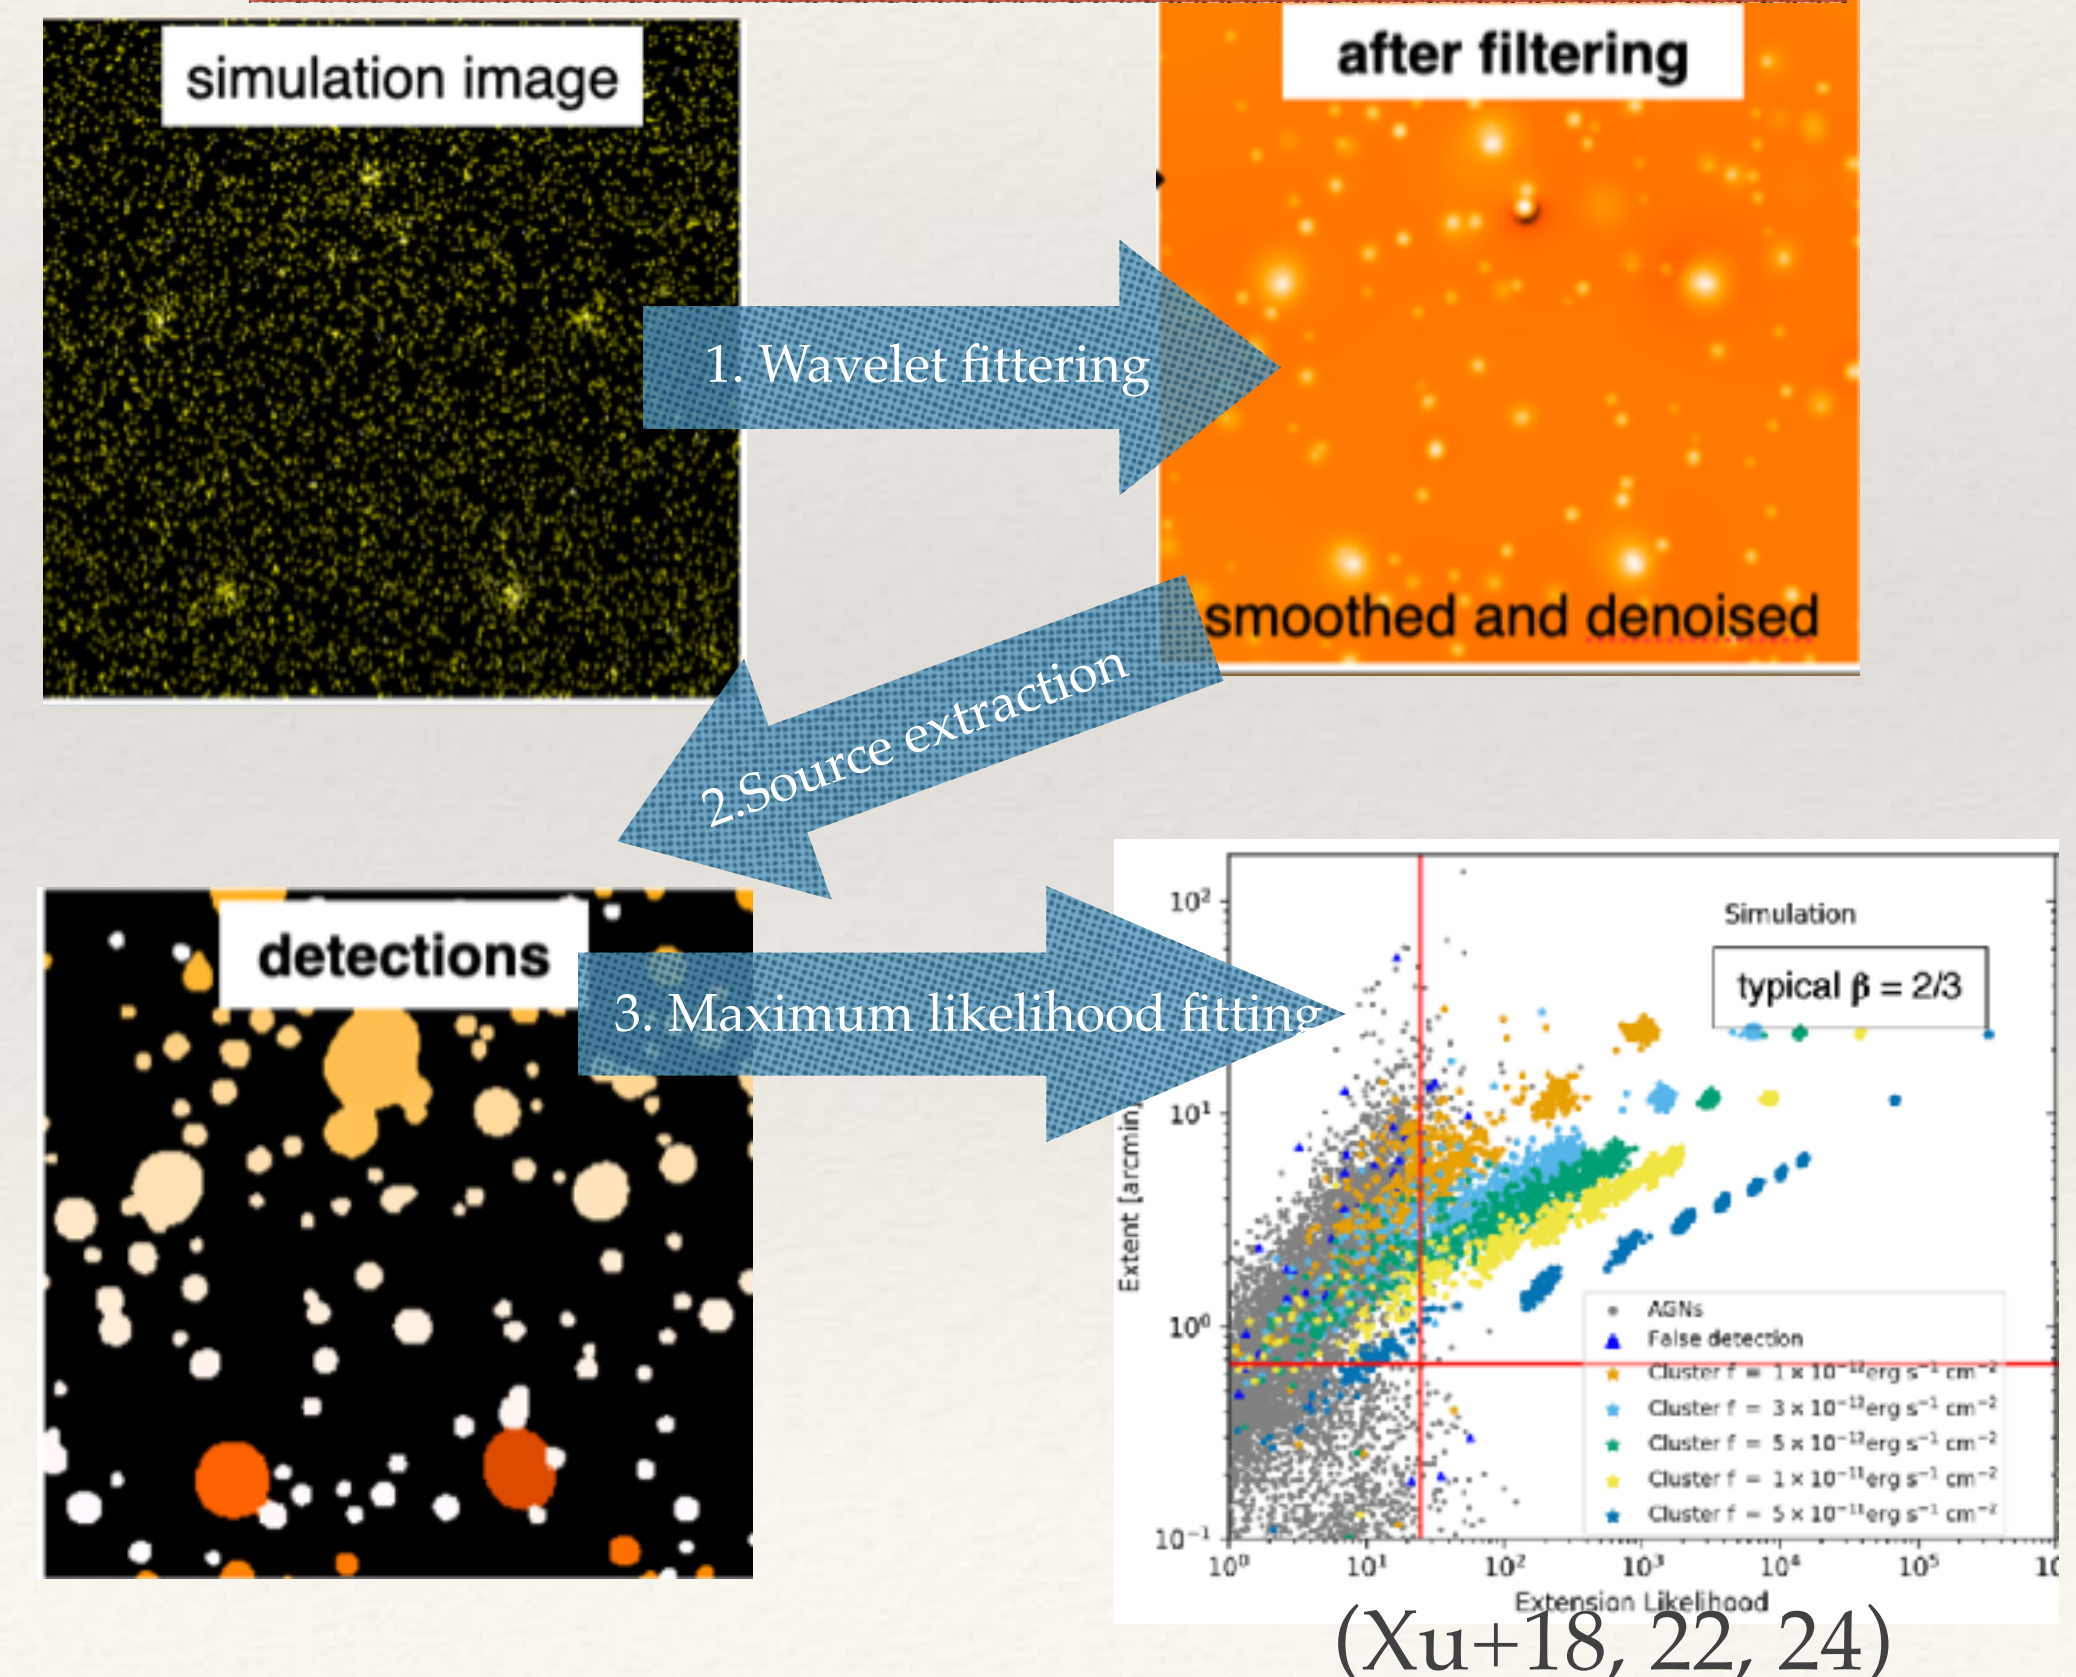 simulation image
after filtering
1. Wavelet fittering
smoothed and denoised
2.Source extraction
detections
3. Maximum likelihood fitting
Simulation
typical β = 2/3
10²
10¹
10⁰
10⁻¹
Extent [arcmin]
AGNs
False detection
Cluster f = 1 × 10⁻¹²erg s⁻¹ cm⁻²
Cluster f = 3 × 10⁻¹²erg s⁻¹ cm⁻²
Cluster f = 5 × 10⁻¹²erg s⁻¹ cm⁻²
Cluster f = 1 × 10⁻¹¹erg s⁻¹ cm⁻²
Cluster f = 5 × 10⁻¹¹erg s⁻¹ cm⁻²
10⁰ 10¹ 10² 10³ 10⁴ 10⁵
Extension Likelihood
(Xu+18, 22, 24)